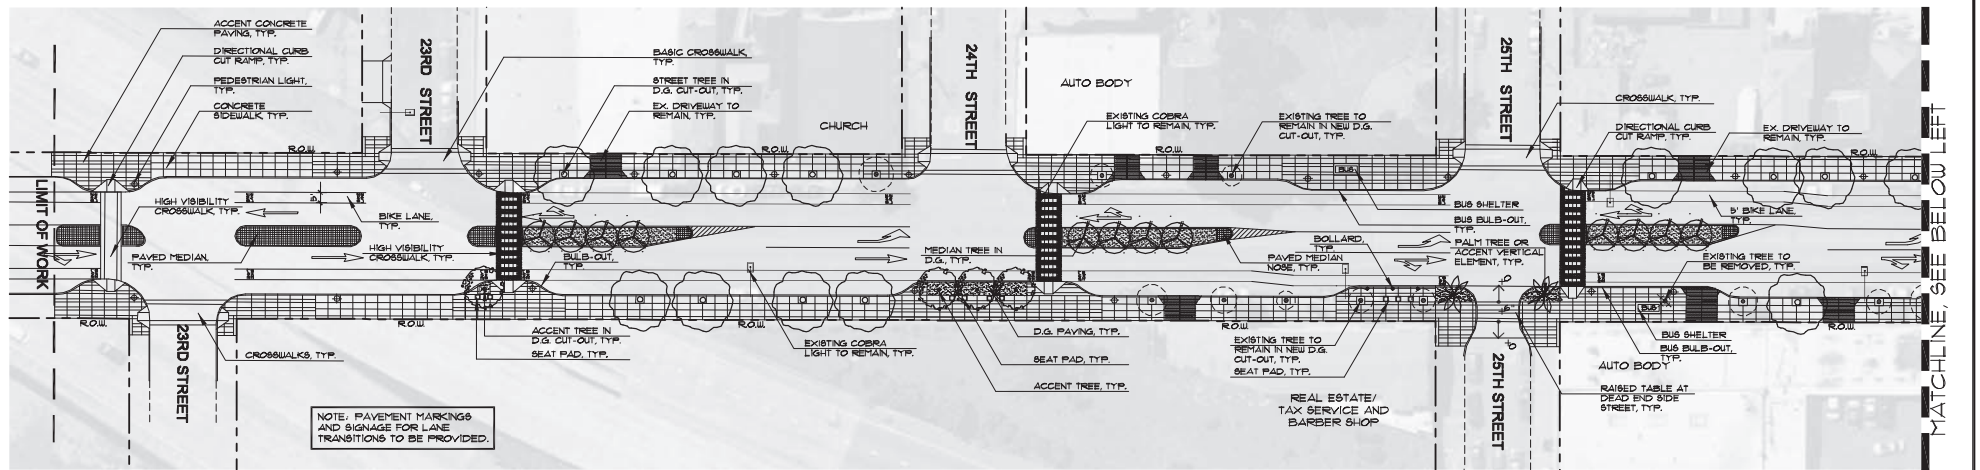 ACCENT CONCRETE
PAVING, TYP.
DIRECTIONAL CURB
CUT RAMP, TYP.
PEDESTRIAN LIGHT,
TYP.
CONCRETE
SIDEWALK, TYP.
23RD STREET
BASIC CROSSWALK,
TYP.
STREET TREE IN
D.G. CUT-OUT, TYP.
EX. DRIVEWAY TO
REMAIN, TYP.
CHURCH
24TH STREET
AUTO BODY
EXISTING COBRA
LIGHT TO REMAIN, TYP.
EXISTING TREE TO
REMAIN IN NEW D.G.
CUT-OUT, TYP.
25TH STREET
CROSSWALK, TYP.
DIRECTIONAL CURB
CUT RAMP, TYP.
EX. DRIVEWAY TO
REMAIN, TYP.
R.O.W.
R.O.W.
R.O.W.
R.O.W.
LIMIT OF WORK
HIGH VISIBILITY
CROSSWALK, TYP.
BIKE LANE,
TYP.
5'
PAVED MEDIAN,
TYP.
HIGH VISIBILITY
CROSSWALK, TYP.
BULB-OUT,
TYP.
MEDIAN TREE IN
D.G., TYP.
PAVED MEDIAN
NOSE, TYP.
BOLLARD,
TYP.
BUS
BUS SHELTER
BUS BULB-OUT,
TYP.
PALM TREE OR
ACCENT VERTICAL
ELEMENT, TYP.
5' BIKE LANE,
TYP.
EXISTING TREE TO
BE REMOVED, TYP.
BUS
R.O.W.
R.O.W.
R.O.W.
R.O.W.
R.O.W.
23RD STREET
CROSSWALKS, TYP.
ACCENT TREE IN
D.G. CUT-OUT, TYP.
SEAT PAD, TYP.
EXISTING COBRA
LIGHT TO REMAIN, TYP.
D.G. PAVING, TYP.
SEAT PAD, TYP.
ACCENT TREE, TYP.
EXISTING TREE TO
REMAIN IN NEW D.G.
CUT-OUT, TYP.
SEAT PAD, TYP.
REAL ESTATE/
TAX SERVICE AND
BARBER SHOP
25TH STREET
BUS SHELTER
BUS BULB-OUT,
TYP.
AUTO BODY
RAISED TABLE AT
DEAD END SIDE
STREET, TYP.
NOTE: PAVEMENT MARKINGS
AND SIGNAGE FOR LANE
TRANSITIONS TO BE PROVIDED.
MATCHLINE, SEE BELOW LEFT